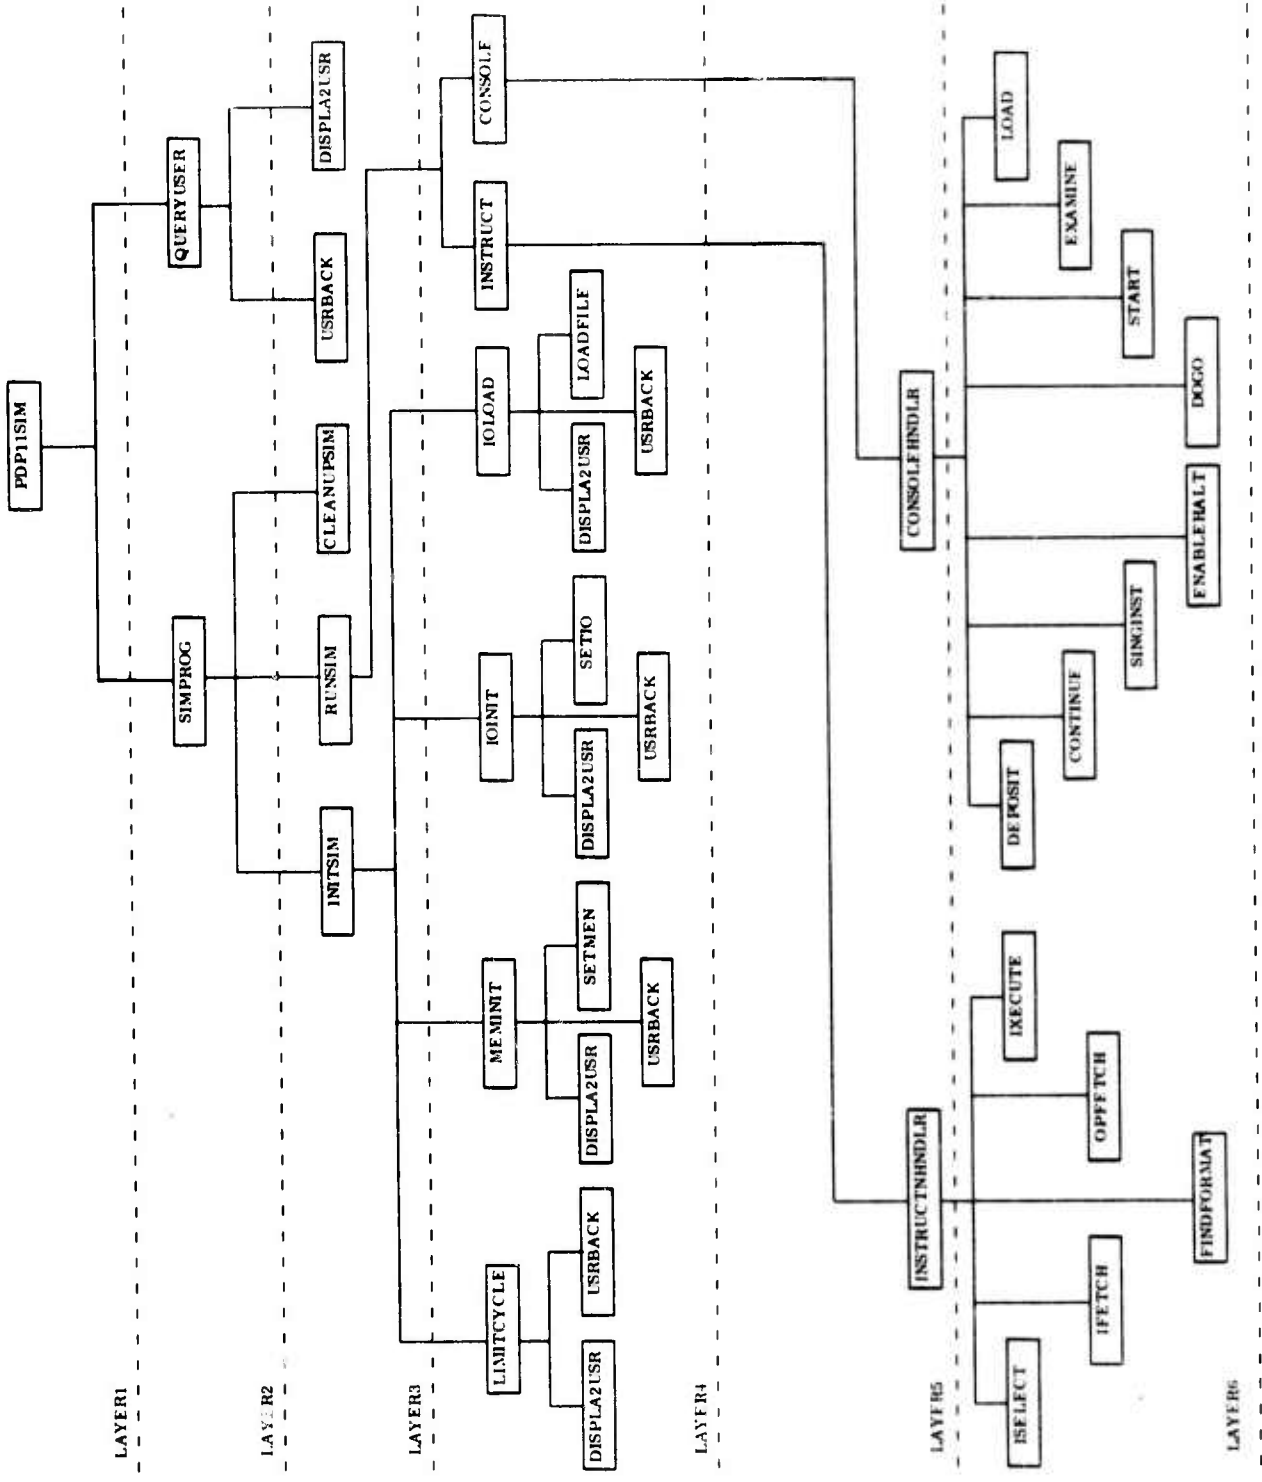 PDP11SIM
LAYER1
SIMPROG
QUERYUSER
LAYER2
INITSIM
RUNSIM
CLEANUPSIM
USRBACK
DISPLA2USR
LAYER3
LIMITCYCLE
MEMINIT
IOINIT
IOLOAD
INSTRUCT
CONSOLE
DISPLA2USR
USRBACK
DISPLA2USR
SETMEN
DISPLA2USR
SETIO
DISPLA2USR
LOADFILE
USRBACK
USRBACK
USRBACK
LAYER4
INSTRUCTNHNDLR
CONSOLEHNDLR
LAYER5
ISELECT
IXECUTE
DEPOSIT
LOAD
IFETCH
OPFETCH
CONTINUE
EXAMINE
SINGINST
START
FINDFORMAT
ENABLEHALT
DOGO
LAYER6